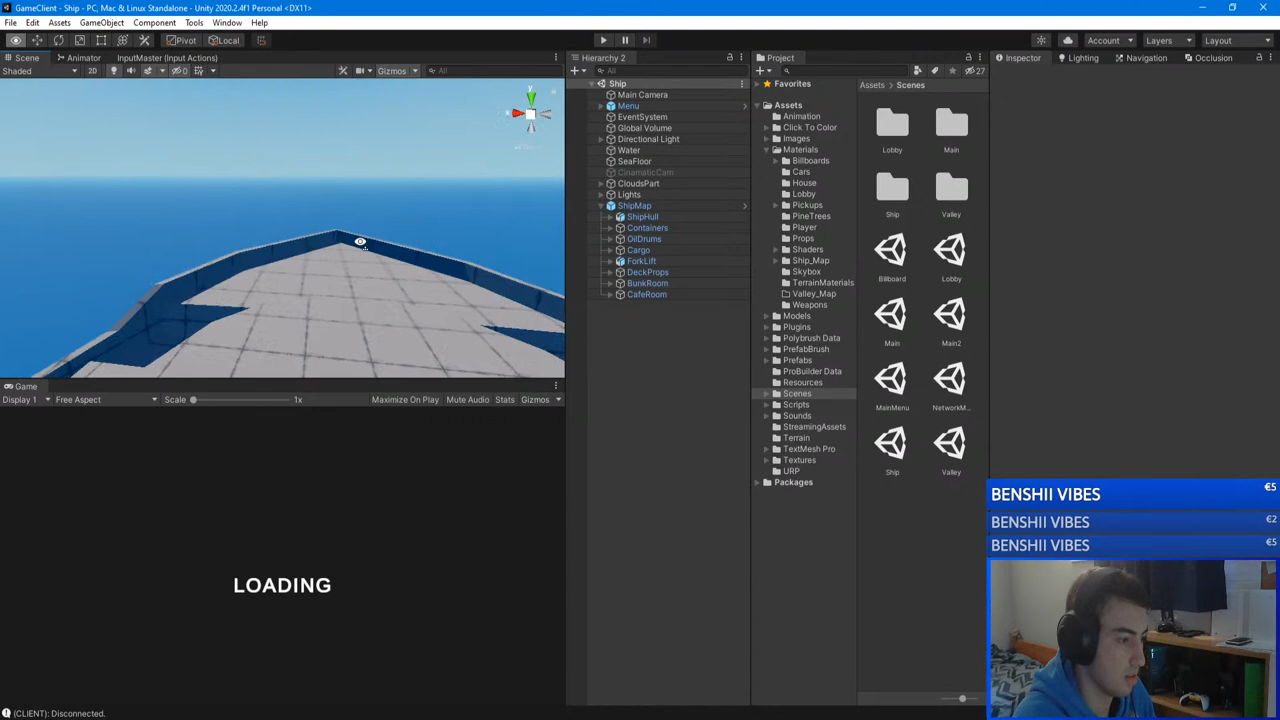 GameClient - Ship - PC, Mac & Linux Standalone - Unity 2020.2.4f1 Personal <DX11>
File Edit Assets GameObject Component Tools Window Help
Pivot Local
Account Layers Layout
Scene Animator InputMaster (Input Actions)
Shaded 2D 0 Gizmos All
y
Hierarchy 2
All
Ship
Main Camera
Menu
EventSystem
Global Volume
Directional Light
Water
SeaFloor
CinamaticCam
CloudsPart
Lights
ShipMap
ShipHull
Containers
OilDrums
Cargo
ForkLift
DeckProps
BunkRoom
CafeRoom
Project
27
Favorites
Assets
Animation
Click To Color
Images
Materials
Billboards
Cars
House
Lobby
Pickups
PineTrees
Player
Props
Shaders
Ship_Map
Skybox
TerrainMaterials
Valley_Map
Weapons
Models
Plugins
Polybrush Data
PrefabBrush
Prefabs
ProBuilder Data
Resources
Scenes
Scripts
Sounds
StreamingAssets
Terrain
TextMesh Pro
Textures
URP
Packages
Assets Scenes
Lobby Main
Ship Valley
Billboard Lobby
Main Main2
MainMenu NetworkM...
Ship Valley
Inspector Lighting Navigation Occlusion
Game
Display 1 Free Aspect Scale 1x Maximize On Play Mute Audio Stats Gizmos
LOADING
BENSHII VIBES €5
BENSHII VIBES €2
BENSHII VIBES €5
(CLIENT): Disconnected.